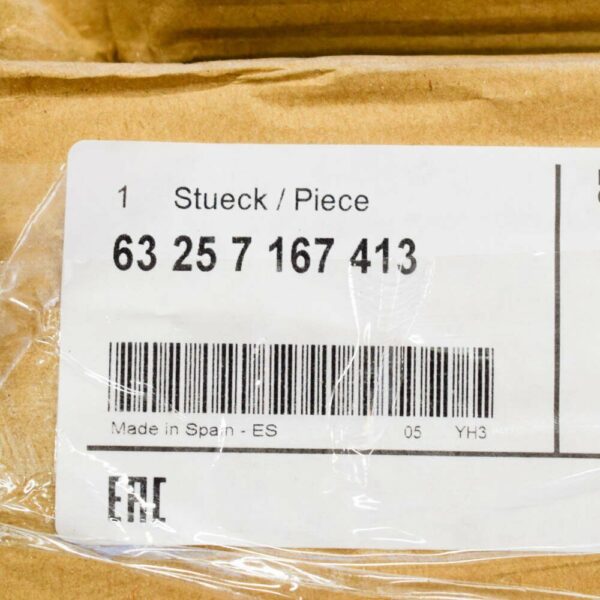 1 Stueck / Piece
63 25 7 167 413
Made in Spain - ES 05 YH3
EAC